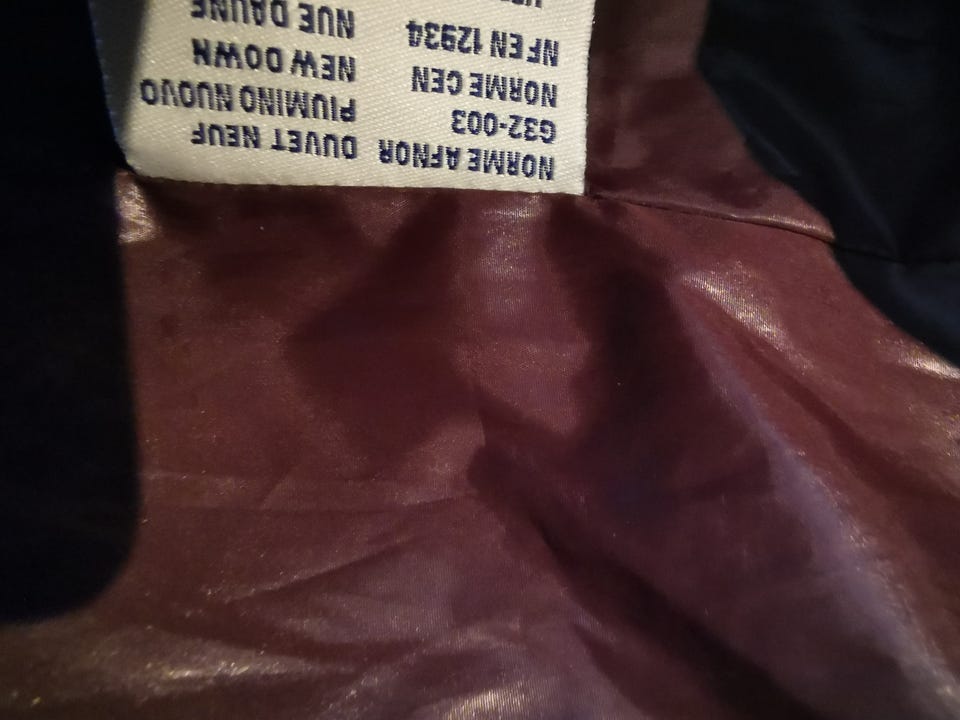 NORME AFNOR DUVET NEUF
G32-003 PIUMINO NUOVO
NORME CEN NEW DOWN
NF EN 12934 NUE DAUNE